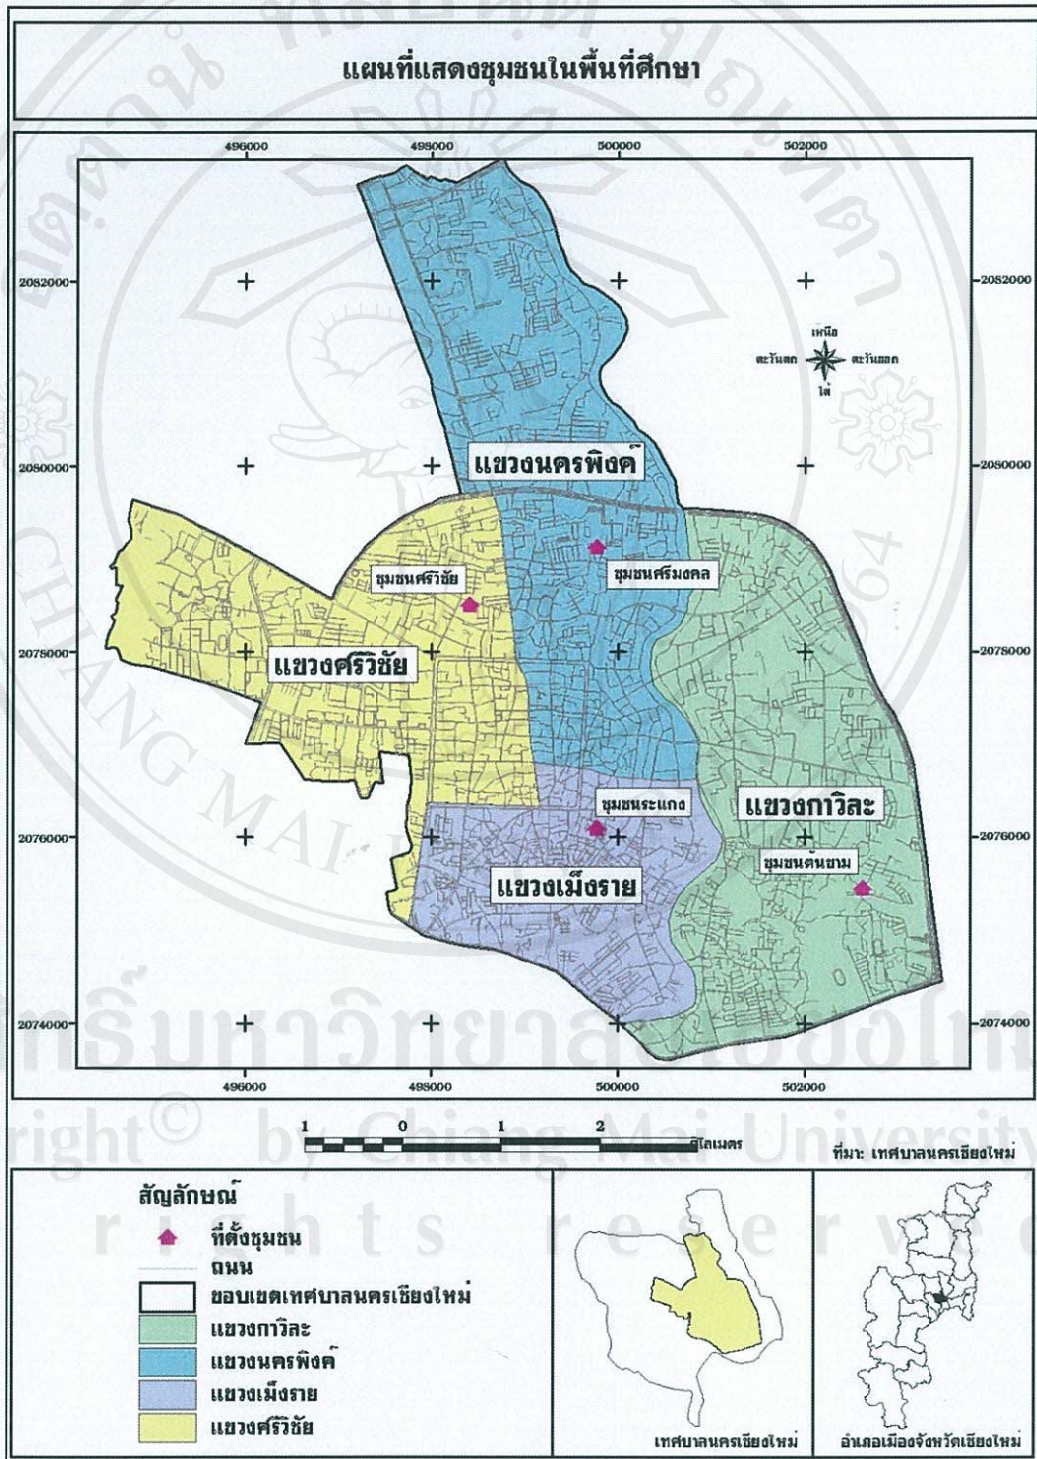 แผนที่แสดงชุมชนในพื้นที่ศึกษา
496000 498000 500000 502000
2082000 2082000
เหนือ
ตะวันตก ตะวันออก
ใต้
2080000 2080000
แขวงนครพิงค์
ชุมชนศรีวิชัย ชุมชนศรีมงคล
2078000 2078000
แขวงศรีวิชัย
ชุมชนระแกง
แขวงกาวิละ
2076000 2076000
ชุมชนต้นขาม
แขวงเม็งราย
2074000 2074000
496000 498000 500000 502000
1 0 1 2 กิโลเมตร
ที่มา: เทศบาลนครเชียงใหม่
สัญลักษณ์
ที่ตั้งชุมชน
ถนน
ขอบเขตเทศบาลนครเชียงใหม่
แขวงกาวิละ
แขวงนครพิงค์
แขวงเม็งราย
แขวงศรีวิชัย
เทศบาลนครเชียงใหม่
อำเภอเมืองจังหวัดเชียงใหม่
CHIANG MAI
1964
right© by Chiang Mai University
rights reserved